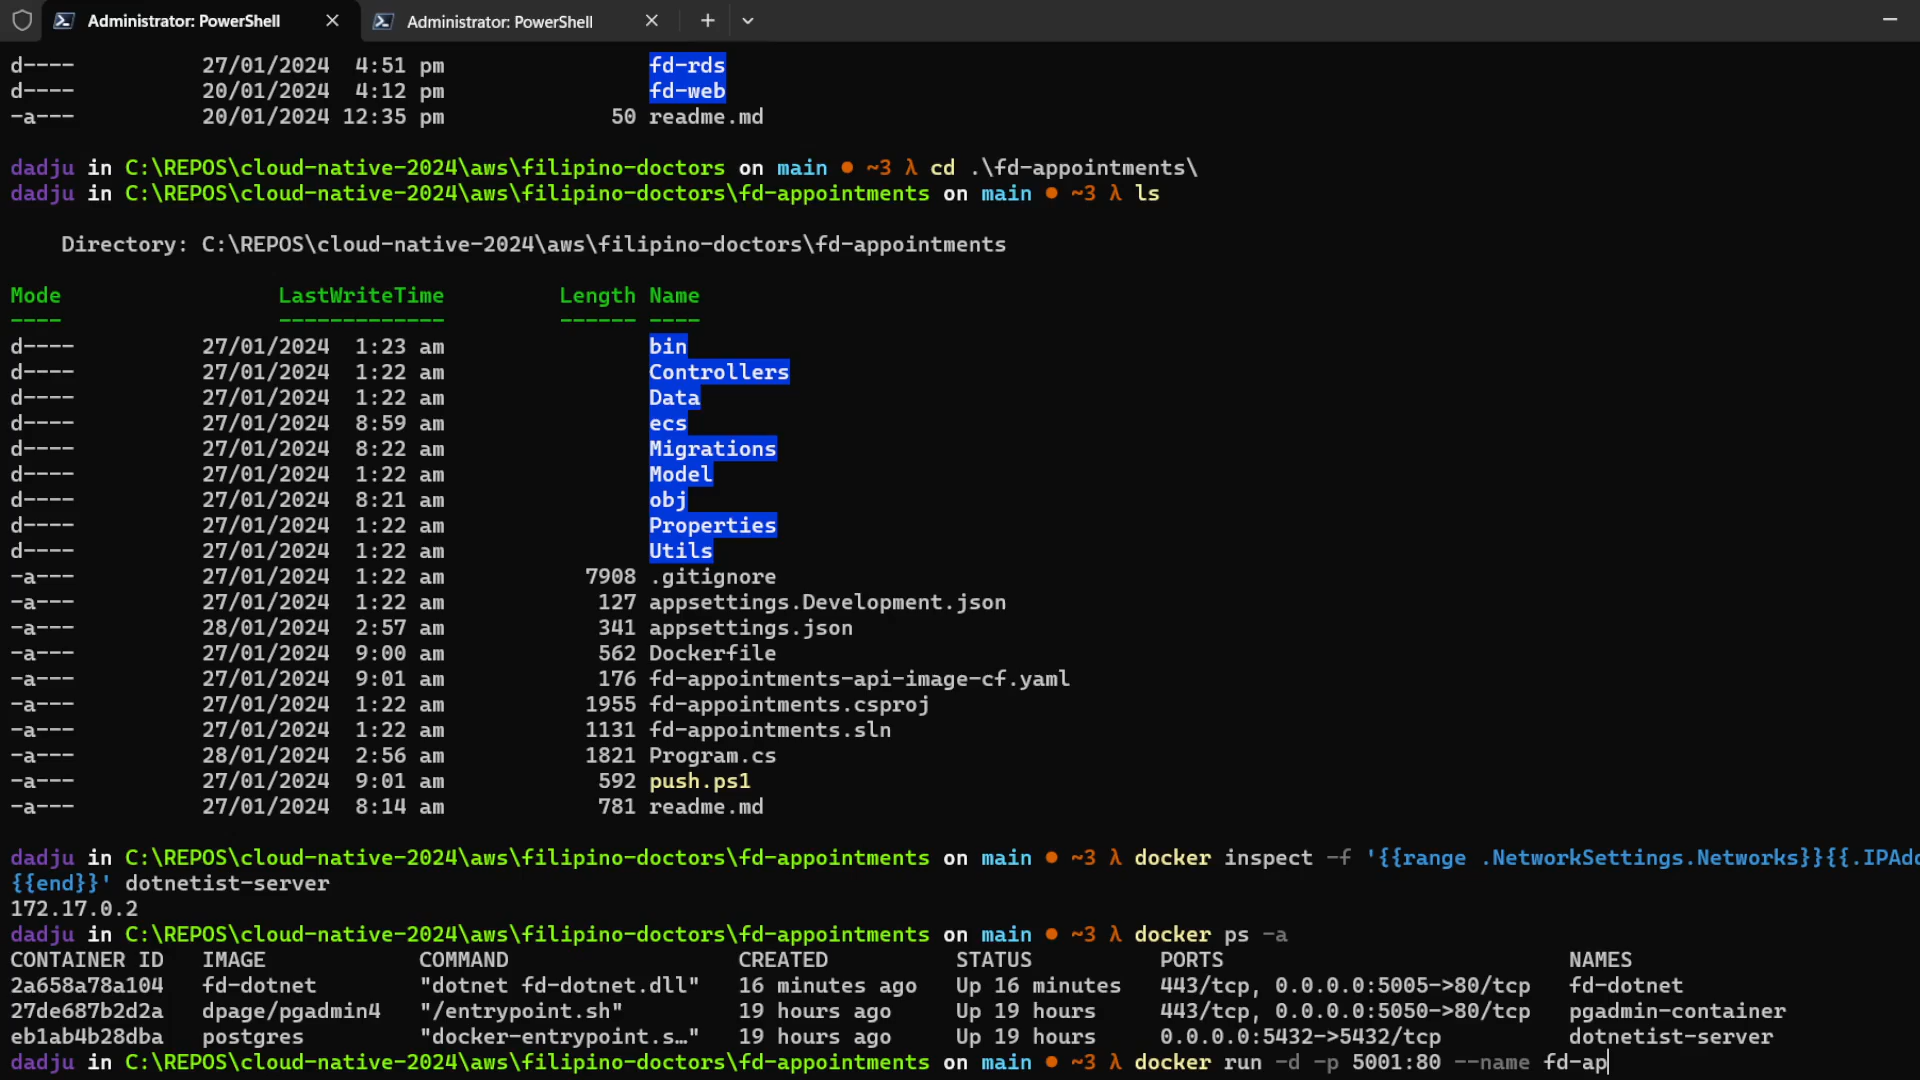 Administrator: PowerShell
Administrator: PowerShell
d---- 27/01/2024 4:51 pm fd-rds
d---- 20/01/2024 4:12 pm fd-web
-a--- 20/01/2024 12:35 pm 50 readme.md
dadju in C:\REPOS\cloud-native-2024\aws\filipino-doctors on main ● ~3 λ cd .\fd-appointments\
dadju in C:\REPOS\cloud-native-2024\aws\filipino-doctors\fd-appointments on main ● ~3 λ ls
Directory: C:\REPOS\cloud-native-2024\aws\filipino-doctors\fd-appointments
Mode LastWriteTime Length Name
---- ------------- ------ ----
d---- 27/01/2024 1:23 am bin
d---- 27/01/2024 1:22 am Controllers
d---- 27/01/2024 1:22 am Data
d---- 27/01/2024 8:59 am ecs
d---- 27/01/2024 8:22 am Migrations
d---- 27/01/2024 1:22 am Model
d---- 27/01/2024 8:21 am obj
d---- 27/01/2024 1:22 am Properties
d---- 27/01/2024 1:22 am Utils
-a--- 27/01/2024 1:22 am 7908 .gitignore
-a--- 27/01/2024 1:22 am 127 appsettings.Development.json
-a--- 28/01/2024 2:57 am 341 appsettings.json
-a--- 27/01/2024 9:00 am 562 Dockerfile
-a--- 27/01/2024 9:01 am 176 fd-appointments-api-image-cf.yaml
-a--- 27/01/2024 1:22 am 1955 fd-appointments.csproj
-a--- 27/01/2024 1:22 am 1131 fd-appointments.sln
-a--- 28/01/2024 2:56 am 1821 Program.cs
-a--- 27/01/2024 9:01 am 592 push.ps1
-a--- 27/01/2024 8:14 am 781 readme.md
dadju in C:\REPOS\cloud-native-2024\aws\filipino-doctors\fd-appointments on main ● ~3 λ docker inspect -f '{{range .NetworkSettings.Networks}}{{.IPAdd
{{end}}' dotnetist-server
172.17.0.2
dadju in C:\REPOS\cloud-native-2024\aws\filipino-doctors\fd-appointments on main ● ~3 λ docker ps -a
CONTAINER ID IMAGE COMMAND CREATED STATUS PORTS NAMES
2a658a78a104 fd-dotnet "dotnet fd-dotnet.dll" 16 minutes ago Up 16 minutes 443/tcp, 0.0.0.0:5005->80/tcp fd-dotnet
27de687b2d2a dpage/pgadmin4 "/entrypoint.sh" 19 hours ago Up 19 hours 443/tcp, 0.0.0.0:5050->80/tcp pgadmin-container
eb1ab4b28dba postgres "docker-entrypoint.s…" 19 hours ago Up 19 hours 0.0.0.0:5432->5432/tcp dotnetist-server
dadju in C:\REPOS\cloud-native-2024\aws\filipino-doctors\fd-appointments on main ● ~3 λ docker run -d -p 5001:80 --name fd-ap